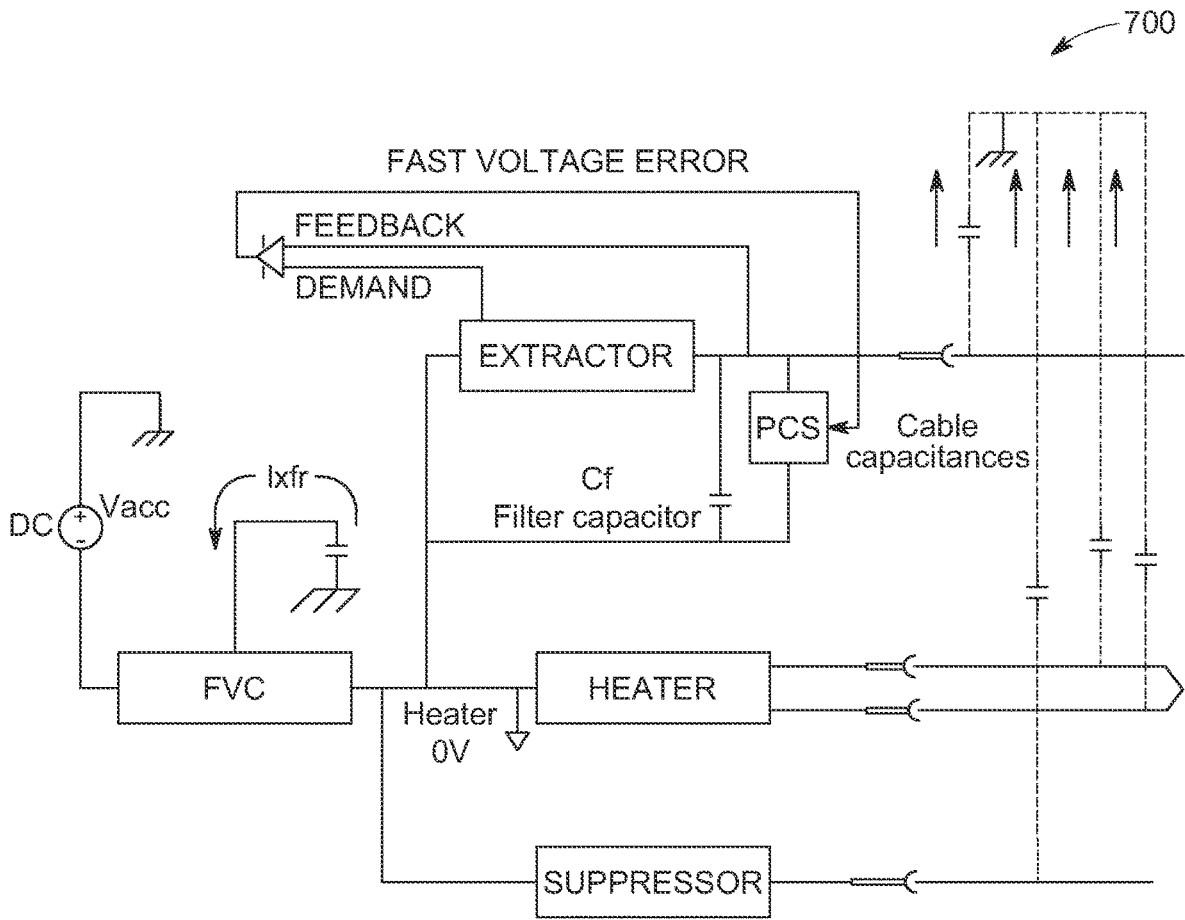 700
FAST VOLTAGE ERROR
FEEDBACK
DEMAND
EXTRACTOR
PCS
Cable
capacitances
Ixfr
Cf
Filter capacitor
DC
+
-
Vacc
FVC
HEATER
Heater
0V
SUPPRESSOR